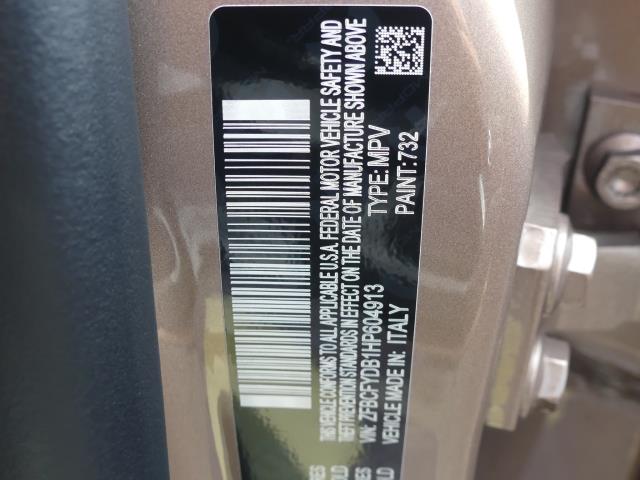 THIS VEHICLE CONFORMS TO ALL APPLICABLE U.S.A. FEDERAL MOTOR VEHICLE SAFETY AND
THEFT PREVENTION STANDARDS IN EFFECT ON THE DATE OF MANUFACTURE SHOWN ABOVE
VIN: ZFBCFYDB1HP604913 TYPE: MPV
VEHICLE MADE IN: ITALY PAINT: 732